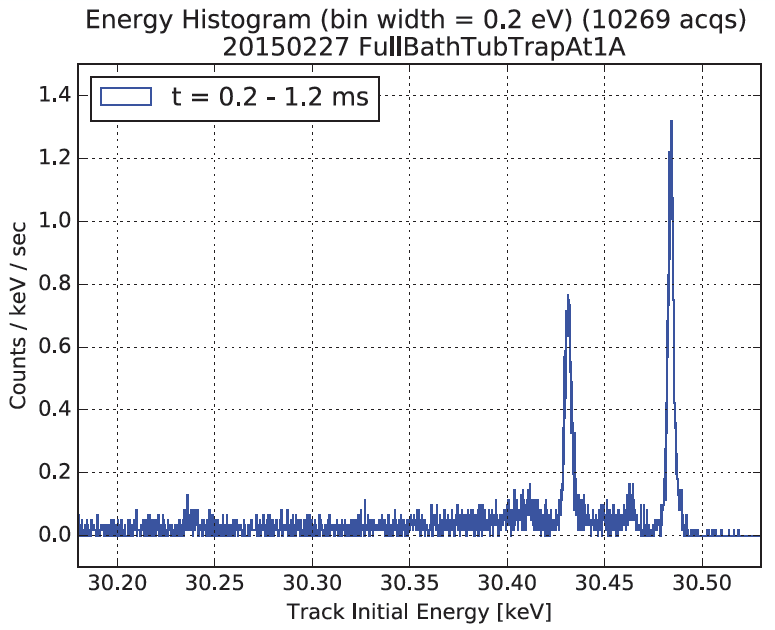 Energy Histogram (bin width = 0.2 eV) (10269 acqs)
20150227 FullBathTubTrapAt1A
t = 0.2 - 1.2 ms
Counts / keV / sec
1.4
1.2
1.0
0.8
0.6
0.4
0.2
0.0
30.20 30.25 30.30 30.35 30.40 30.45 30.50
Track Initial Energy [keV]